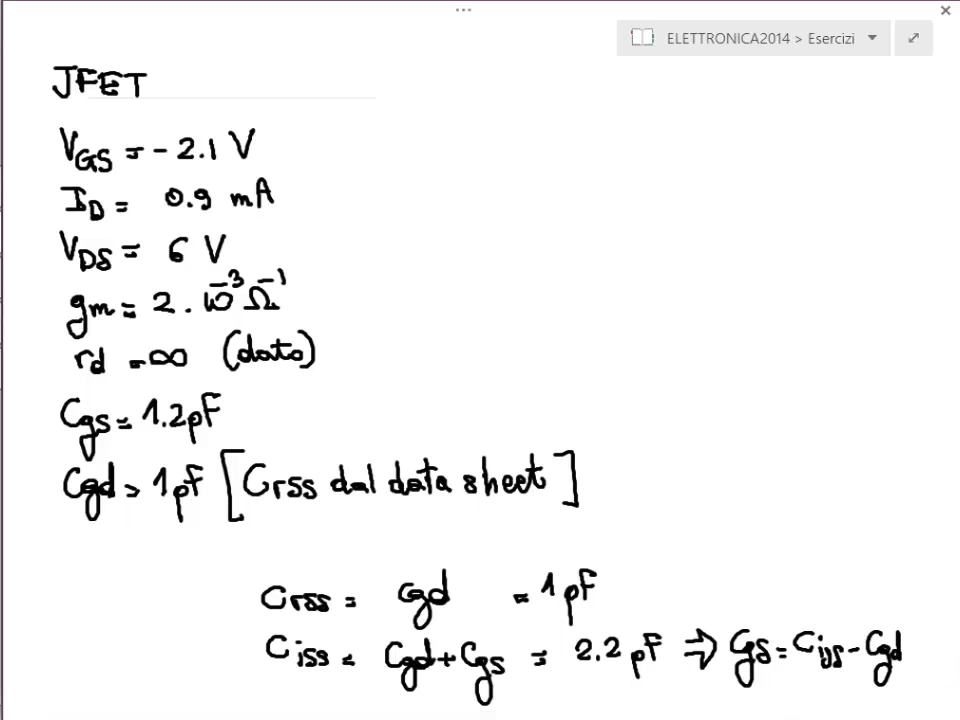 ELETTRONICA2014 > Esercizi
JFET
VGS = - 2.1 V
ID = 0.9 mA
VDS = 6 V
gm = 2 . 10⁻³ Ω⁻¹
rd = ∞ (dato)
Cgs = 1.2pF
Cgd = 1pF [Crss dal data sheet]
Crss = Cgd = 1pF
Ciss = Cgd + Cgs = 2.2 pF ⇒ Cgs = Ciss - Cgd